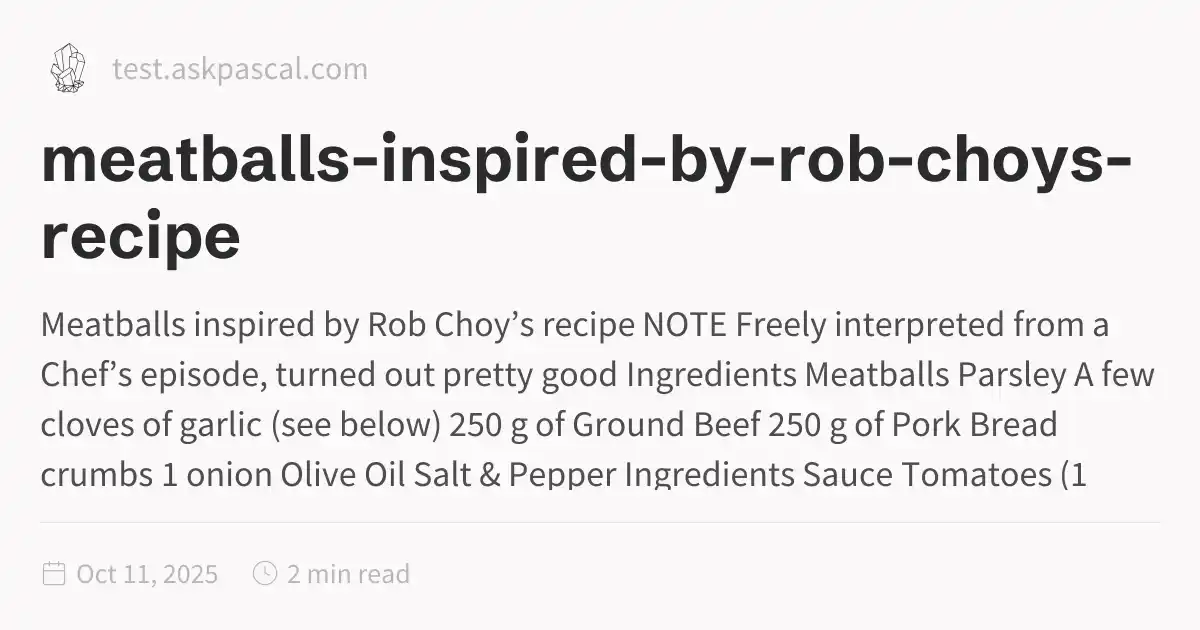 test.askpascal.com
meatballs-inspired-by-rob-choys-
recipe
Meatballs inspired by Rob Choy’s recipe NOTE Freely interpreted from a
Chef’s episode, turned out pretty good Ingredients Meatballs Parsley A few
cloves of garlic (see below) 250 g of Ground Beef 250 g of Pork Bread
crumbs 1 onion Olive Oil Salt & Pepper Ingredients Sauce Tomatoes (1
Oct 11, 2025
2 min read